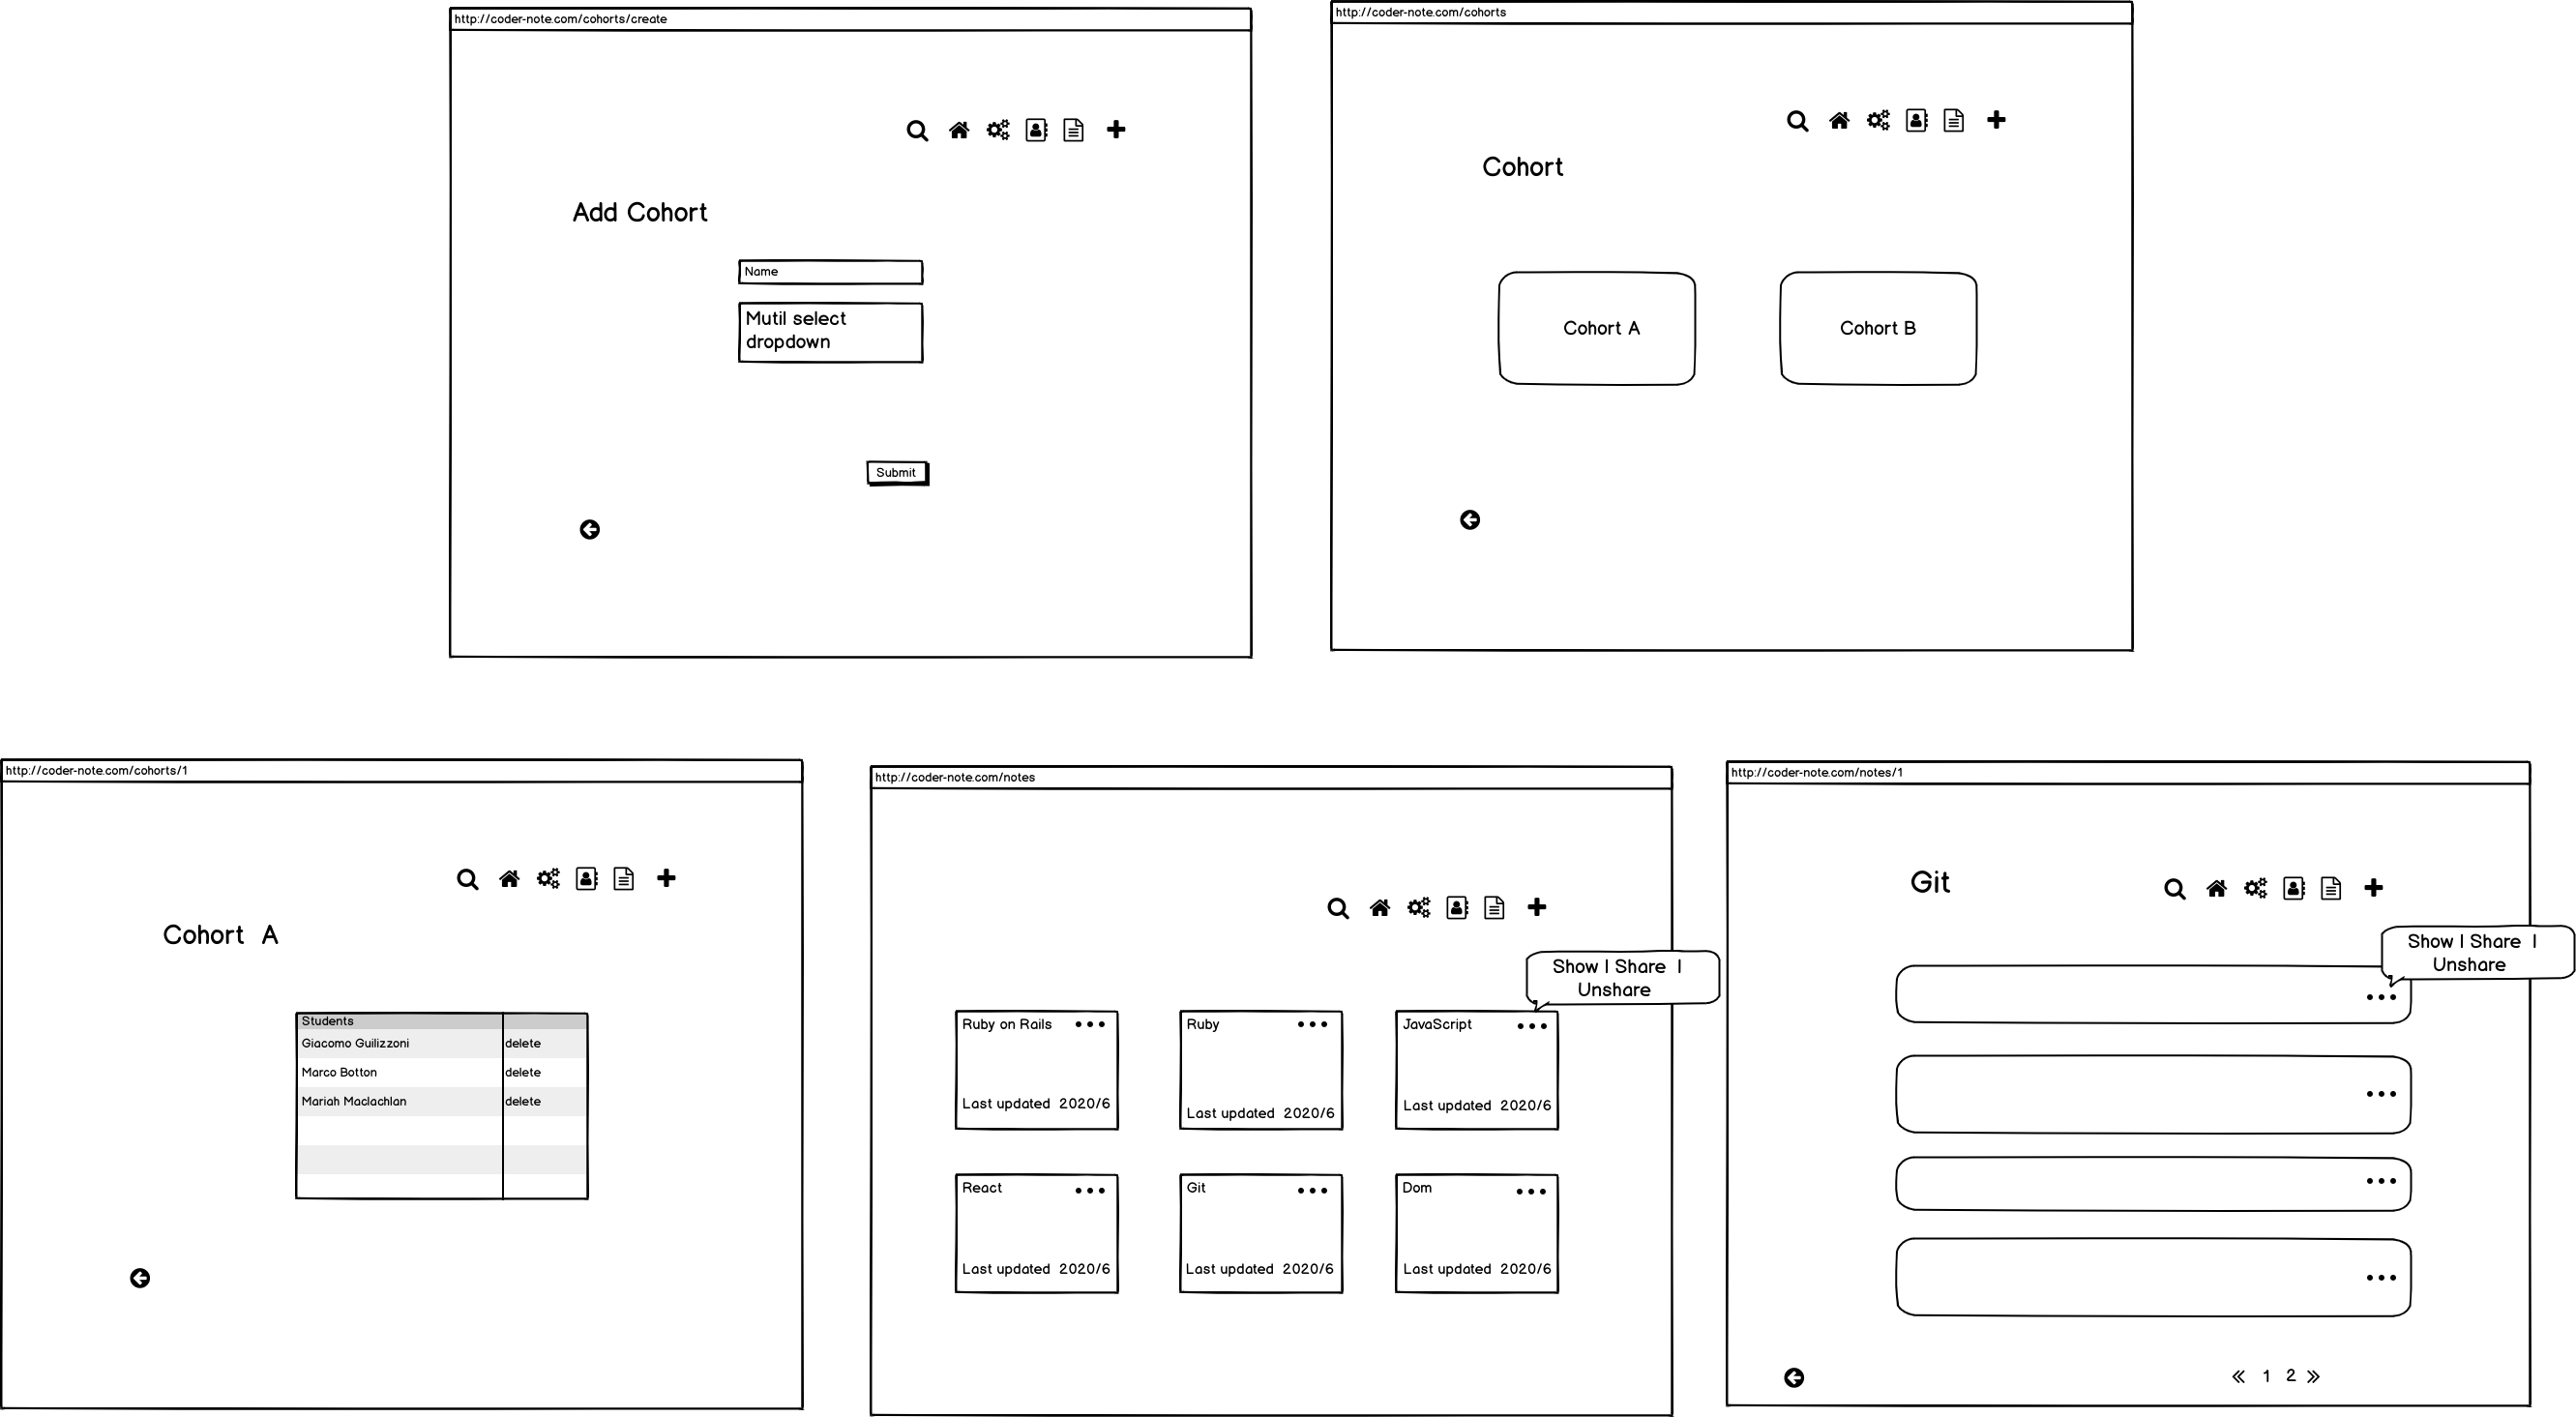 http://coder-note.com/cohorts/create
Add Cohort
Name
Mutil select
dropdown
Submit
http://coder-note.com/cohorts
Cohort
Cohort A
Cohort B
http://coder-note.com/cohorts/1
Cohort A
Students
Giacomo Guilizzoni delete
Marco Botton delete
Mariah Maclachlan delete
http://coder-note.com/notes
Show | Share |
Unshare
Ruby on Rails
Last updated 2020/6
Ruby
Last updated 2020/6
JavaScript
Last updated 2020/6
React
Last updated 2020/6
Git
Last updated 2020/6
Dom
Last updated 2020/6
http://coder-note.com/notes/1
Git
Show | Share |
Unshare
« 1 2 »